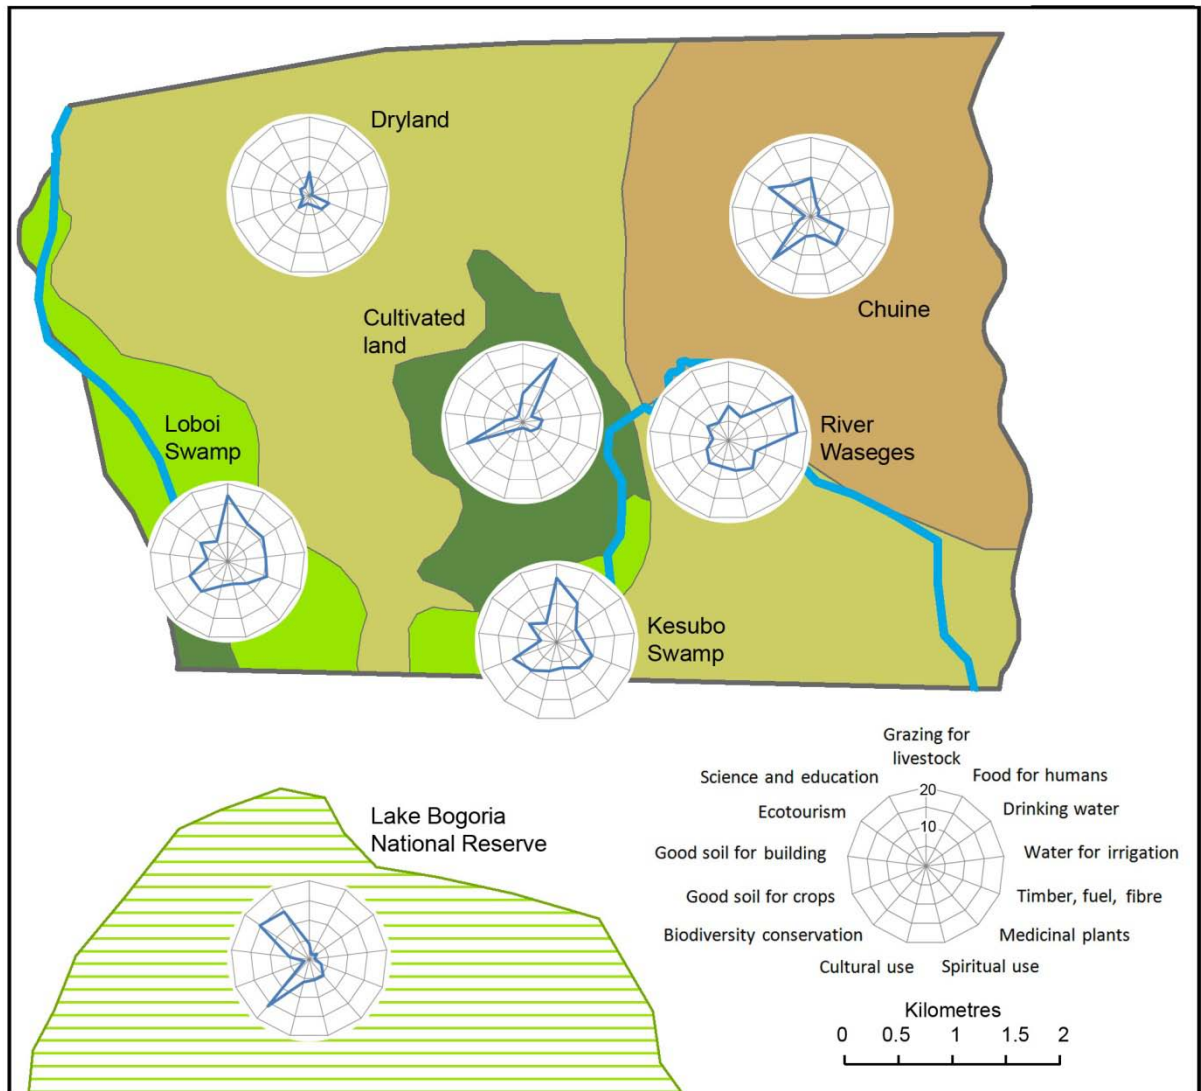 Dryland
Chuine
Cultivated
land
Loboi
Swamp
River
Waseges
Kesubo
Swamp
Lake Bogoria
National Reserve
Grazing for
livestock
Science and education
Food for humans
20
Ecotourism
Drinking water
10
Good soil for building
Water for irrigation
Good soil for crops
Timber, fuel, fibre
Biodiversity conservation
Medicinal plants
Cultural use
Spiritual use
Kilometres
0 0.5 1 1.5 2